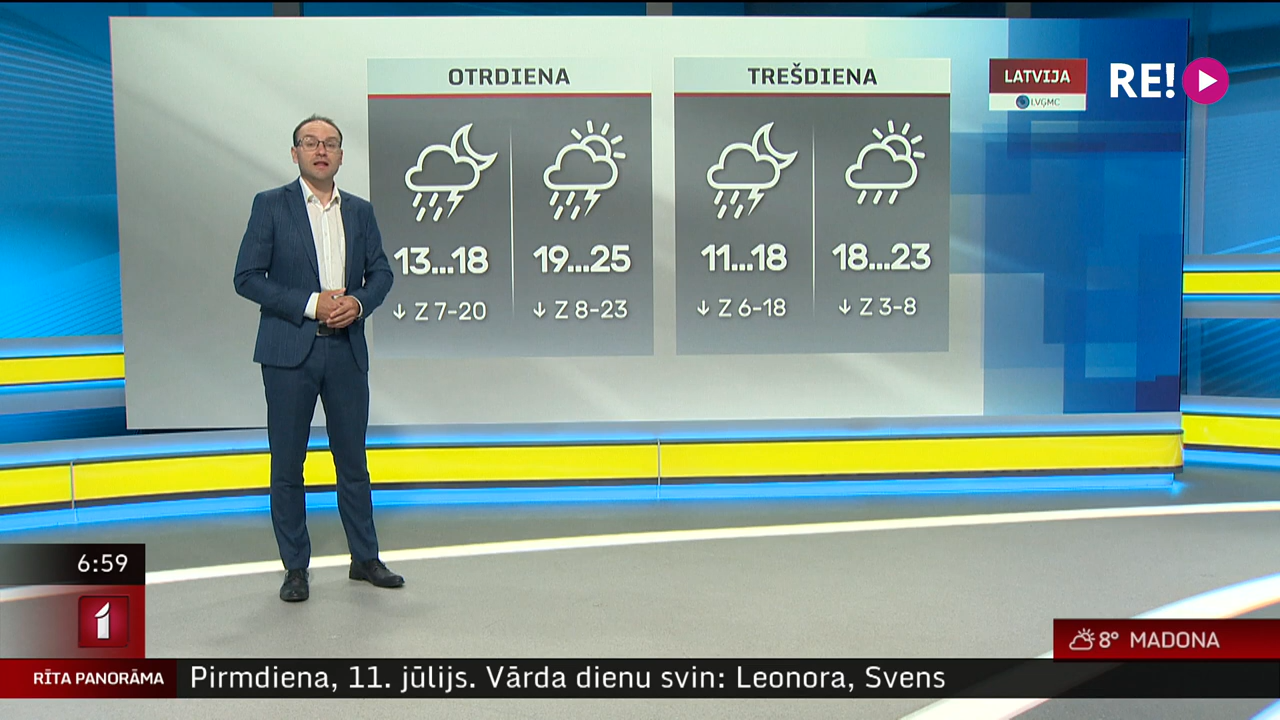 OTRDIENA
13...18
19...25
↓ Z 7-20
↓ Z 8-23
TREŠDIENA
11...18
18...23
↓ Z 6-18
↓ Z 3-8
LATVIJA
LVĢMC
RE!
6:59
1
8° MADONA
RĪTA PANORĀMA
Pirmdiena, 11. jūlijs. Vārda dienu svin: Leonora, Svens